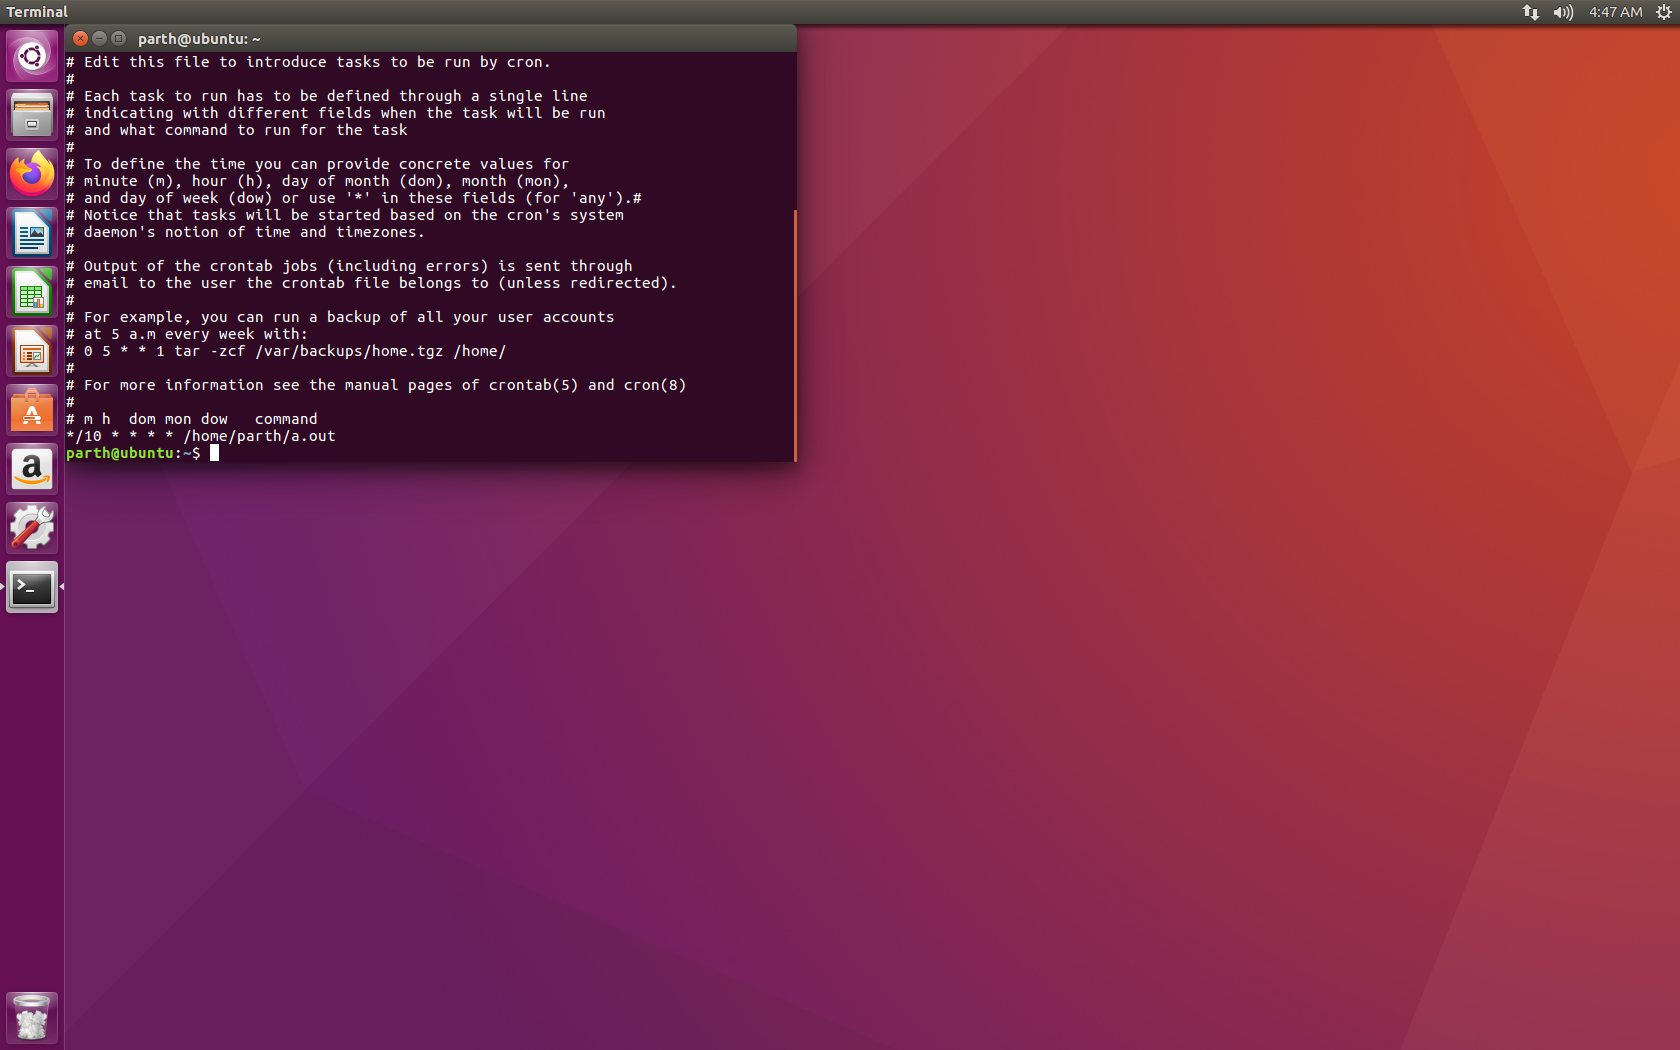 Terminal
4:47 AM
parth@ubuntu: ~
# Edit this file to introduce tasks to be run by cron.
#
# Each task to run has to be defined through a single line
# indicating with different fields when the task will be run
# and what command to run for the task
#
# To define the time you can provide concrete values for
# minute (m), hour (h), day of month (dom), month (mon),
# and day of week (dow) or use '*' in these fields (for 'any').#
# Notice that tasks will be started based on the cron's system
# daemon's notion of time and timezones.
#
# Output of the crontab jobs (including errors) is sent through
# email to the user the crontab file belongs to (unless redirected).
#
# For example, you can run a backup of all your user accounts
# at 5 a.m every week with:
# 0 5 * * 1 tar -zcf /var/backups/home.tgz /home/
#
# For more information see the manual pages of crontab(5) and cron(8)
#
# m h  dom mon dow   command
*/10 * * * * /home/parth/a.out
parth@ubuntu:~$